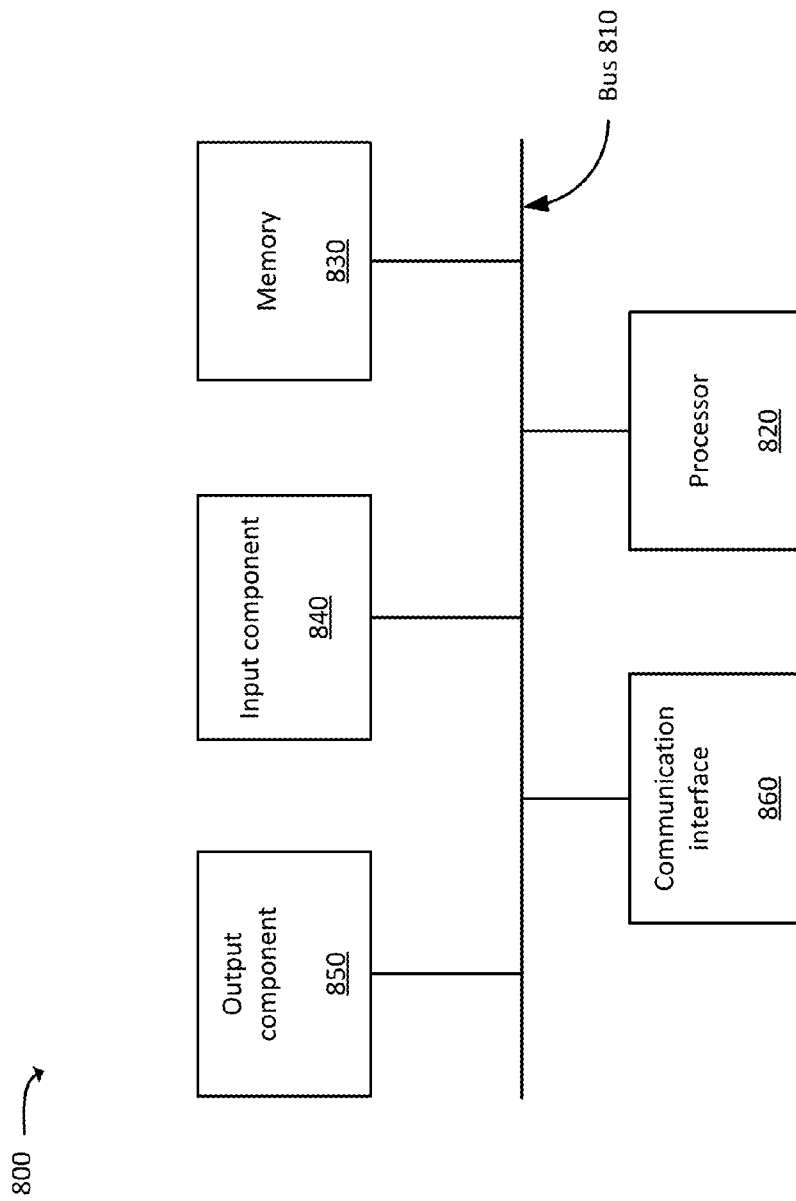 800
Output
component
850
Input component
840
Memory
830
Bus 810
Communication
interface
860
Processor
820